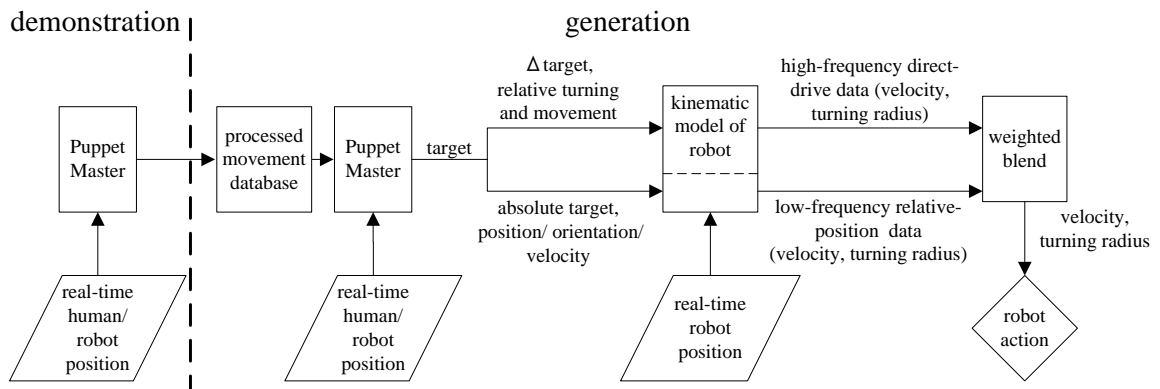 demonstration
generation
Puppet
Master
real-time
human/
robot
position
processed
movement
database
Puppet
Master
real-time
human/
robot
position
target
Δ target,
relative turning
and movement
absolute target,
position/ orientation/
velocity
kinematic
model of
robot
real-time
robot
position
high-frequency direct-
drive data (velocity,
turning radius)
low-frequency relative-
position data
(velocity, turning radius)
weighted
blend
velocity,
turning radius
robot
action